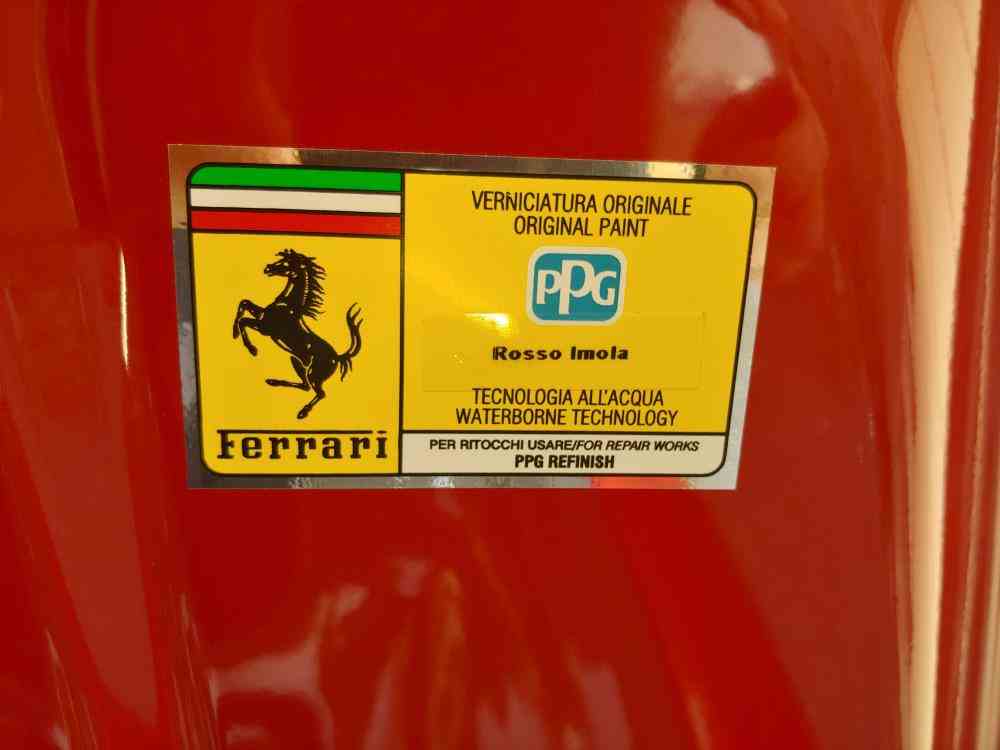 VERNICIATURA ORIGINALE
ORIGINAL PAINT
PPG
Rosso Imola
TECNOLOGIA ALL'ACQUA
WATERBORNE TECHNOLOGY
Ferrari
PER RITOCCHI USARE/FOR REPAIR WORKS
PPG REFINISH